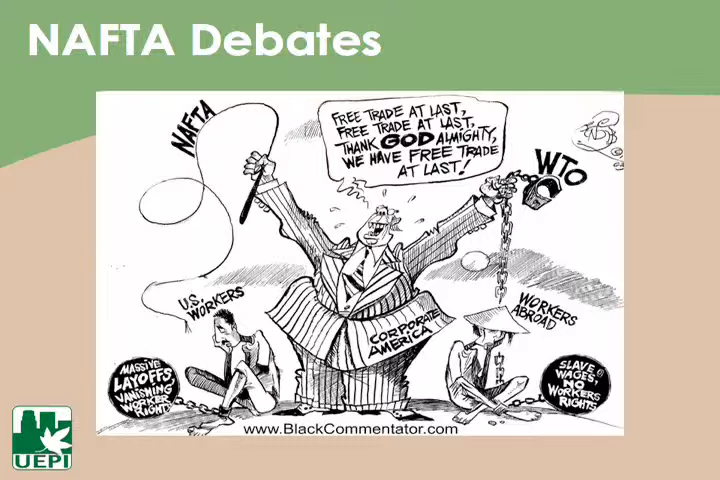 NAFTA Debates
NAFTA
FREE TRADE AT LAST,
FREE TRADE AT LAST,
THANK GOD ALMIGHTY,
WE HAVE FREE TRADE
AT LAST!
WTO
U.S.
WORKERS
WORKERS
ABROAD
CORPORATE
AMERICA
MASSIVE
LAYOFFS,
VANISHING
WORKER
RIGHTS
SLAVE
WAGES,
NO
WORKERS
RIGHTS
www.BlackCommentator.com
UEPI